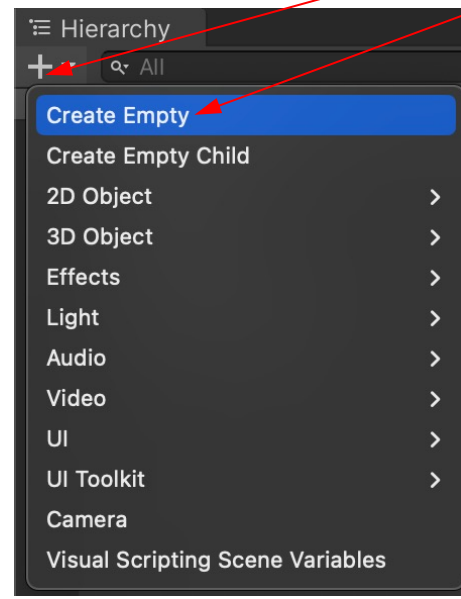 Hierarchy
All
Create Empty
Create Empty Child
2D Object
3D Object
Effects
Light
Audio
Video
UI
UI Toolkit
Camera
Visual Scripting Scene Variables